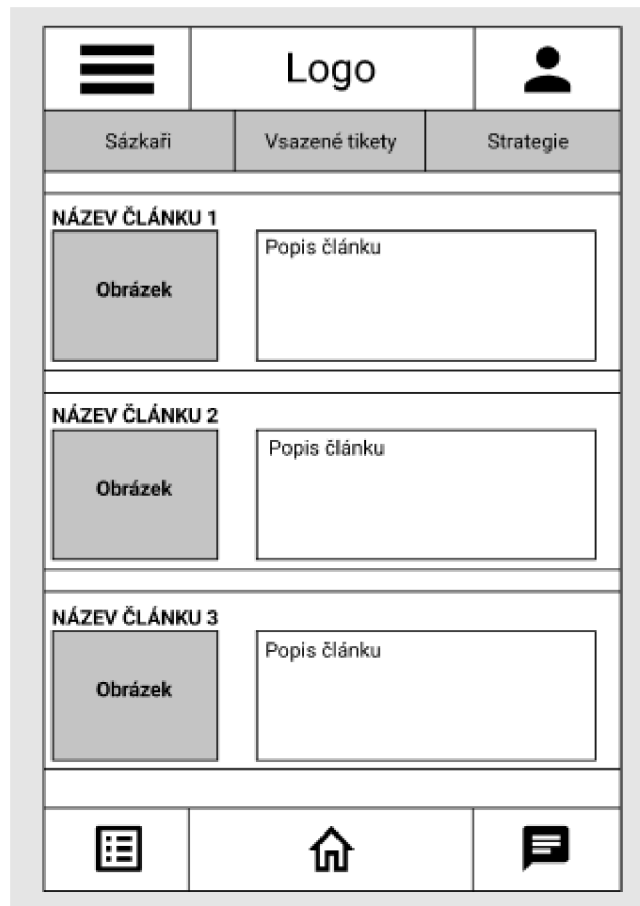 Logo
Sázkaři
Vsazené tikety
Strategie
NÁZEV ČLÁNKU 1
Obrázek
Popis článku
NÁZEV ČLÁNKU 2
Obrázek
Popis článku
NÁZEV ČLÁNKU 3
Obrázek
Popis článku